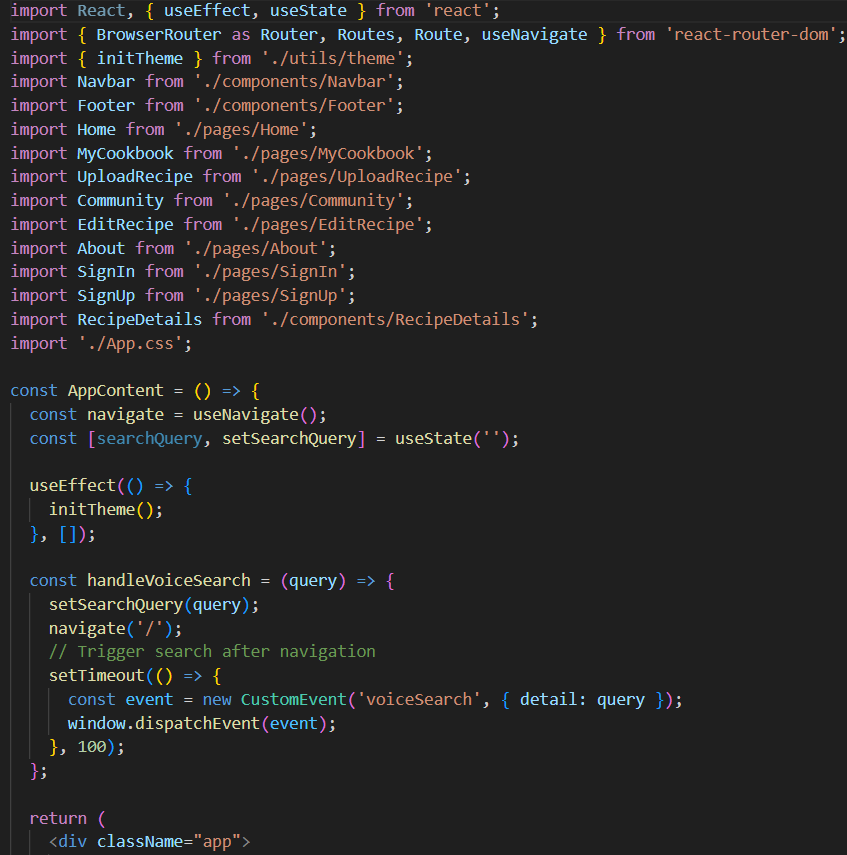 import React, { useEffect, useState } from 'react';
import { BrowserRouter as Router, Routes, Route, useNavigate } from 'react-router-dom';
import { initTheme } from './utils/theme';
import Navbar from './components/Navbar';
import Footer from './components/Footer';
import Home from './pages/Home';
import MyCookbook from './pages/MyCookbook';
import UploadRecipe from './pages/UploadRecipe';
import Community from './pages/Community';
import EditRecipe from './pages/EditRecipe';
import About from './pages/About';
import SignIn from './pages/SignIn';
import SignUp from './pages/SignUp';
import RecipeDetails from './components/RecipeDetails';
import './App.css';

const AppContent = () => {
  const navigate = useNavigate();
  const [searchQuery, setSearchQuery] = useState('');

  useEffect(() => {
    initTheme();
  }, []);

  const handleVoiceSearch = (query) => {
    setSearchQuery(query);
    navigate('/');
    // Trigger search after navigation
    setTimeout(() => {
      const event = new CustomEvent('voiceSearch', { detail: query });
      window.dispatchEvent(event);
    }, 100);
  };

  return (
    <div className="app">